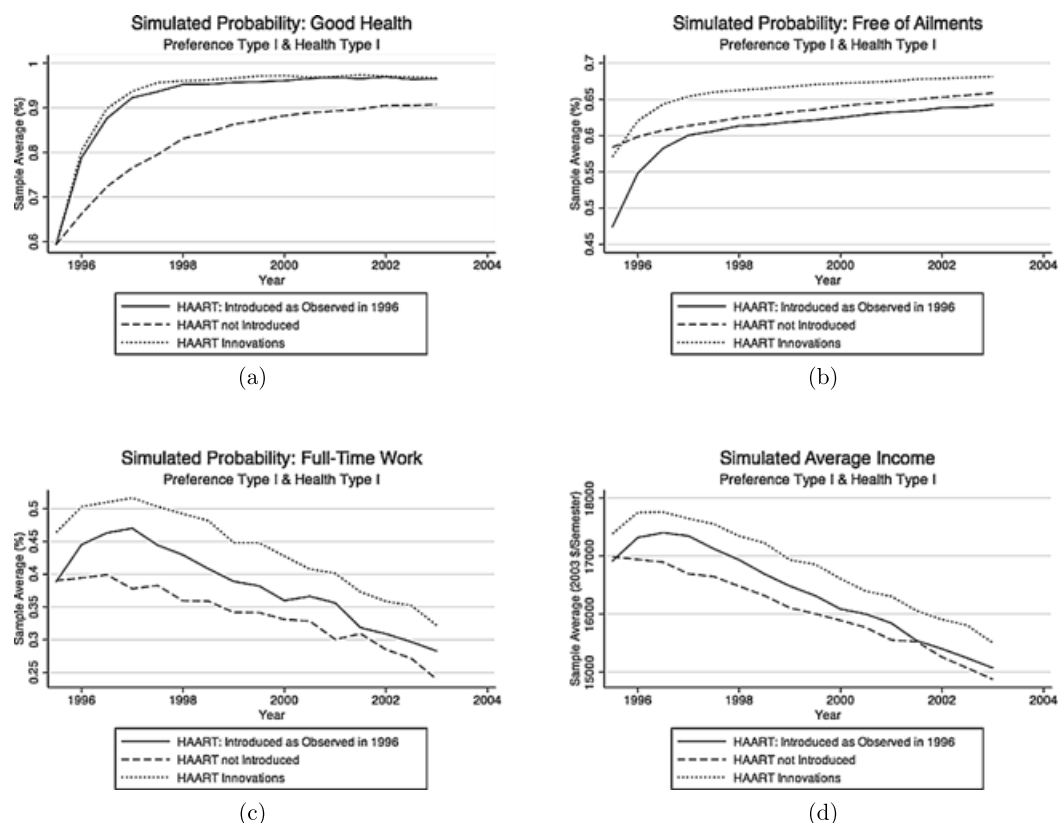 Simulated Probability: Good Health
Preference Type I & Health Type I
Sample Average (%)
1
0.9
0.8
0.7
0.6
1996 1998 2000 2002 2004
Year
HAART: Introduced as Observed in 1996
HAART not Introduced
HAART Innovations
(a)
Simulated Probability: Free of Ailments
Preference Type I & Health Type I
Sample Average (%)
0.7
0.65
0.6
0.55
0.5
0.45
1996 1998 2000 2002 2004
Year
HAART: Introduced as Observed in 1996
HAART not Introduced
HAART Innovations
(b)
Simulated Probability: Full-Time Work
Preference Type I & Health Type I
Sample Average (%)
0.5
0.45
0.4
0.35
0.3
0.25
1996 1998 2000 2002 2004
Year
HAART: Introduced as Observed in 1996
HAART not Introduced
HAART Innovations
(c)
Simulated Average Income
Preference Type I & Health Type I
Sample Average (2003 $/Semester)
18000
17000
16000
15000
1996 1998 2000 2002 2004
Year
HAART: Introduced as Observed in 1996
HAART not Introduced
HAART Innovations
(d)